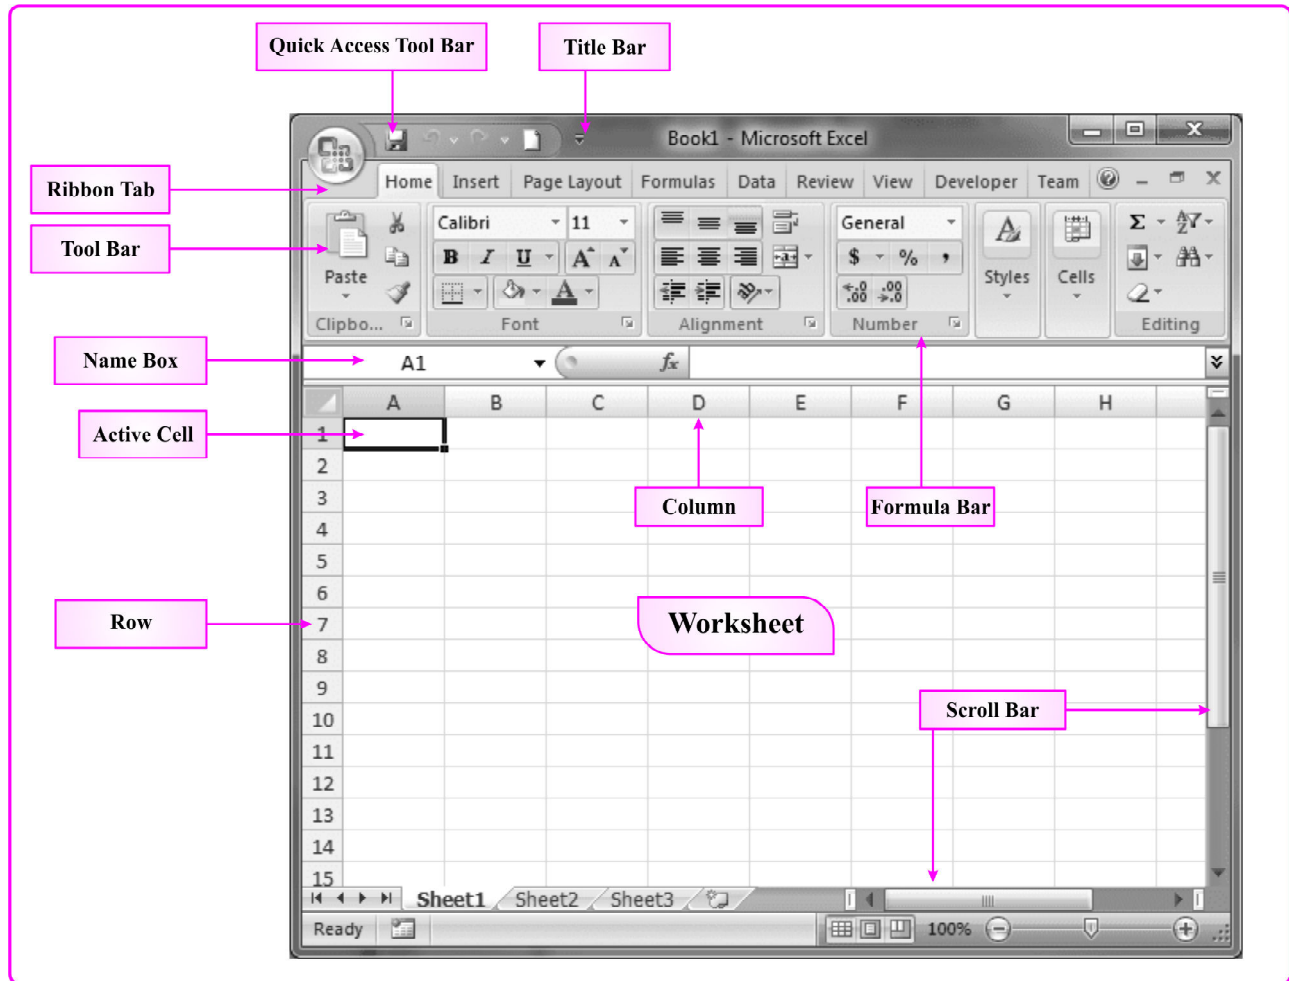 Quick Access Tool Bar
Title Bar
Book1 - Microsoft Excel
Ribbon Tab
Home Insert Page Layout Formulas Data Review View Developer Team
Tool Bar
Calibri 11
General
B I U A A
$ % ,
Paste
Styles
Cells
A
.00 .0
Clipbo... Font Alignment Number Editing
Name Box
A1
fx
A B C D E F G H
Active Cell
1
2
3
Column
Formula Bar
4
5
6
Row
7
Worksheet
8
9
Scroll Bar
10
11
12
13
14
15
Sheet1 Sheet2 Sheet3
Ready
100%